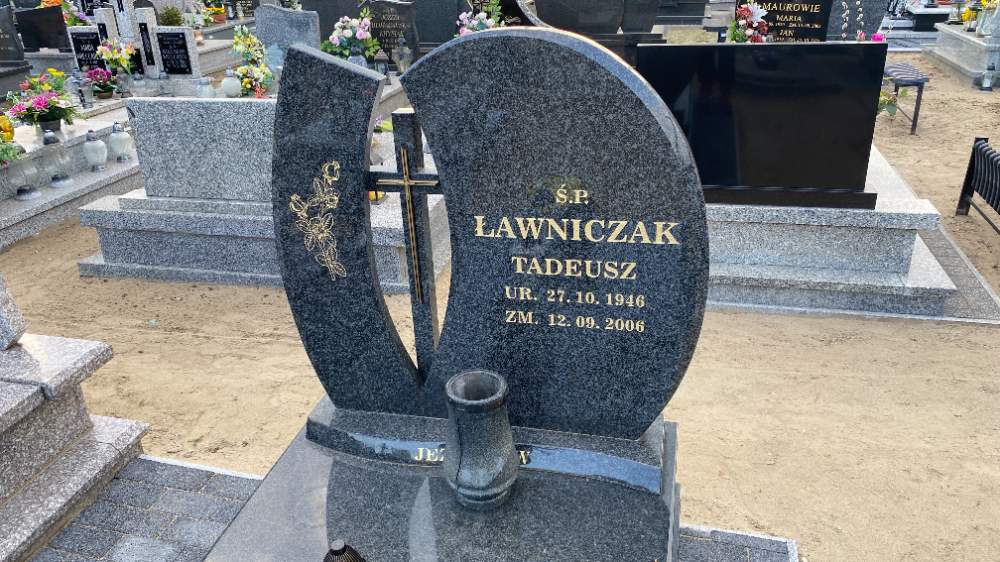 MAUROWIE
MARIA
JAN
Ś.P.
ŁAWNICZAK
TADEUSZ
UR. 27. 10. 1946
ZM. 12. 09. 2006